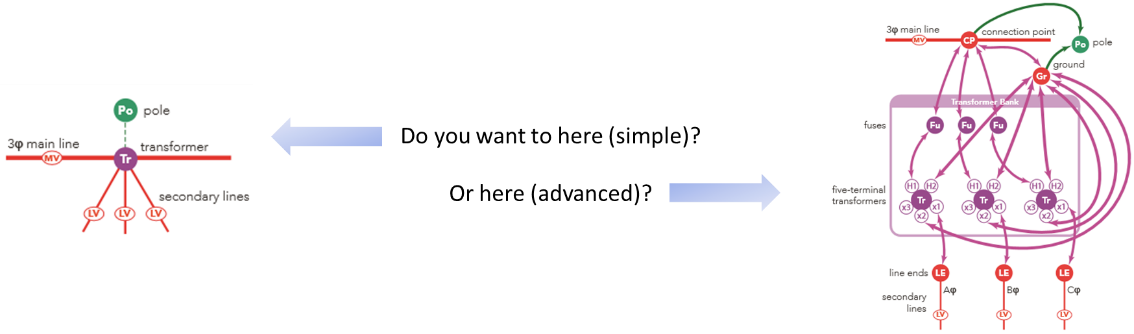 Po
pole
3φ main line
MV
Tr
transformer
secondary lines
LV
LV
LV
Do you want to here (simple)?
Or here (advanced)?
3φ main line
MV
CP
connection point
Po
pole
Gr
ground
Transformer Bank
fuses
Fu
Fu
Fu
five-terminal
transformers
H1
H2
x3
Tr
x1
x2
H1
H2
x3
Tr
x1
x2
H1
H2
x3
Tr
x1
x2
line ends
LE
LE
LE
Aφ
Bφ
Cφ
secondary
lines
LV
LV
LV